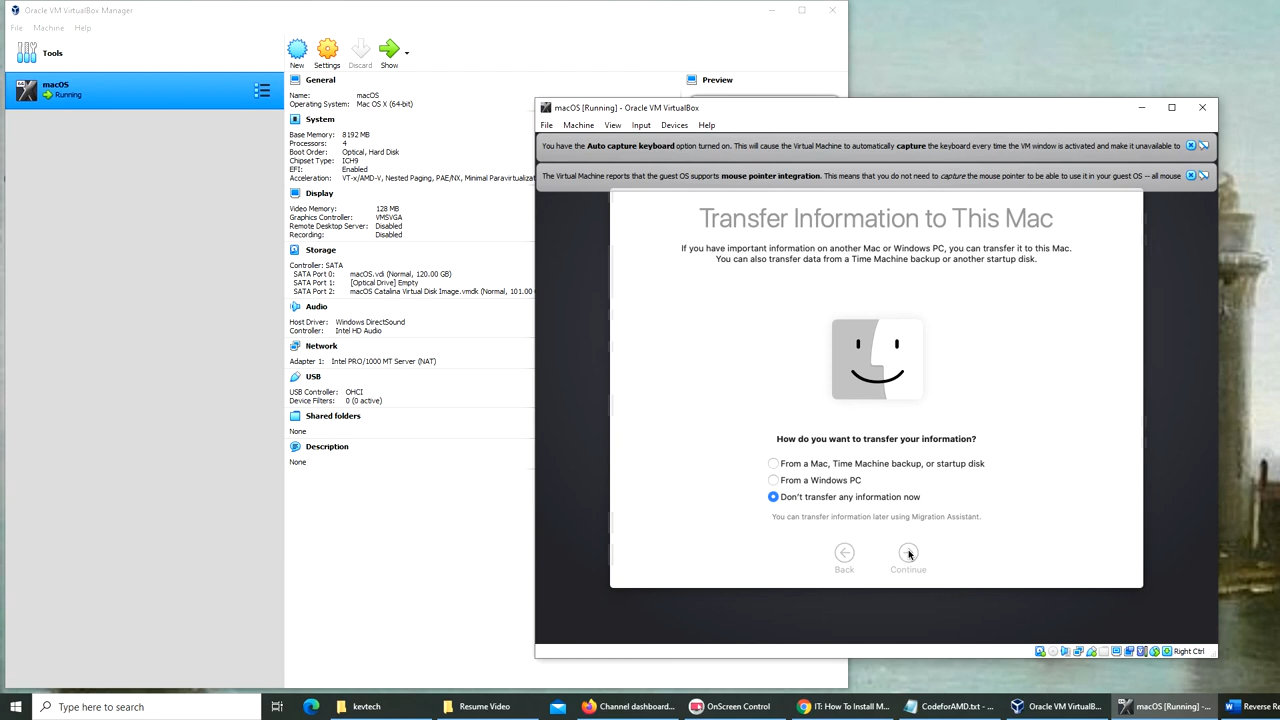 Oracle VM VirtualBox Manager
File Machine Help
Tools
New Settings Discard Show
macOS
Running
General
Name: macOS
Operating System: Mac OS X (64-bit)
System
Base Memory: 8192 MB
Processors: 4
Boot Order: Optical, Hard Disk
Chipset Type: ICH9
EFI: Enabled
Acceleration: VT-x/AMD-V, Nested Paging, PAE/NX, Minimal Paravirtualizat
Display
Video Memory: 128 MB
Graphics Controller: VMSVGA
Remote Desktop Server: Disabled
Recording: Disabled
Storage
Controller: SATA
SATA Port 0: macOS.vdi (Normal, 120.00 GB)
SATA Port 1: [Optical Drive] Empty
SATA Port 2: macOS Catalina Virtual Disk Image.vmdk (Normal, 101.00
Audio
Host Driver: Windows DirectSound
Controller: Intel HD Audio
Network
Adapter 1: Intel PRO/1000 MT Server (NAT)
USB
USB Controller: OHCI
Device Filters: 0 (0 active)
Shared folders
None
Description
None
Preview
macOS [Running] - Oracle VM VirtualBox
File Machine View Input Devices Help
You have the Auto capture keyboard option turned on. This will cause the Virtual Machine to automatically capture the keyboard every time the VM window is activated and make it unavailable to
The Virtual Machine reports that the guest OS supports mouse pointer integration. This means that you do not need to capture the mouse pointer to be able to use it in your guest OS -- all mouse
Transfer Information to This Mac
If you have important information on another Mac or Windows PC, you can transfer it to this Mac.
You can also transfer data from a Time Machine backup or another startup disk.
How do you want to transfer your information?
From a Mac, Time Machine backup, or startup disk
From a Windows PC
Don't transfer any information now
You can transfer information later using Migration Assistant.
Back Continue
Right Ctrl
Type here to search
kevtech
Resume Video
Channel dashboard...
OnScreen Control
IT: How To Install M...
CodeforAMD.txt - ...
Oracle VM VirtualB...
macOS [Running] -...
Reverse R